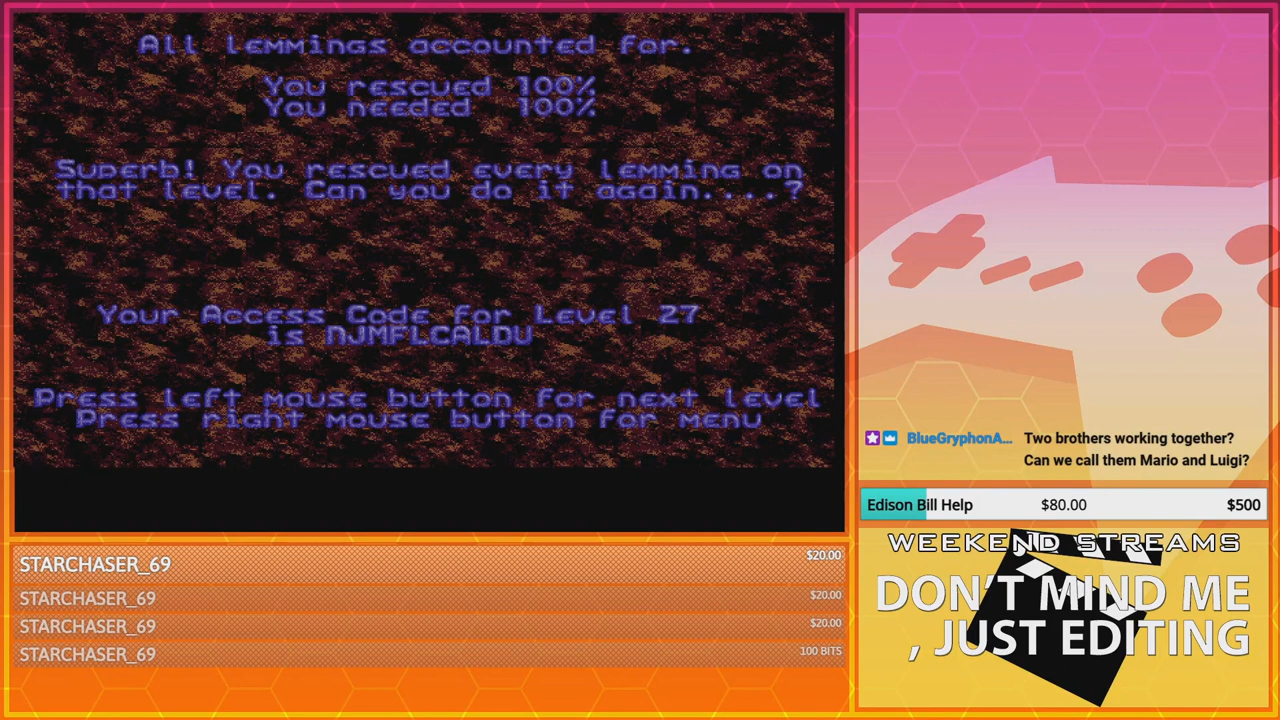 All lemmings accounted for.
You rescued 100%
You needed 100%
Superb! You rescued every lemming on
that level. Can you do it again....?
Your Access Code for Level 27
is NJMFLCALDU
Press left mouse button for next level
Press right mouse button for menu
BlueGryphonA... Two brothers working together?
Can we call them Mario and Luigi?
Edison Bill Help $80.00 $500
STARCHASER_69 $20.00
STARCHASER_69 $20.00
STARCHASER_69 $20.00
STARCHASER_69 100 BITS
WEEKEND STREAMS
DON'T MIND ME
, JUST EDITING